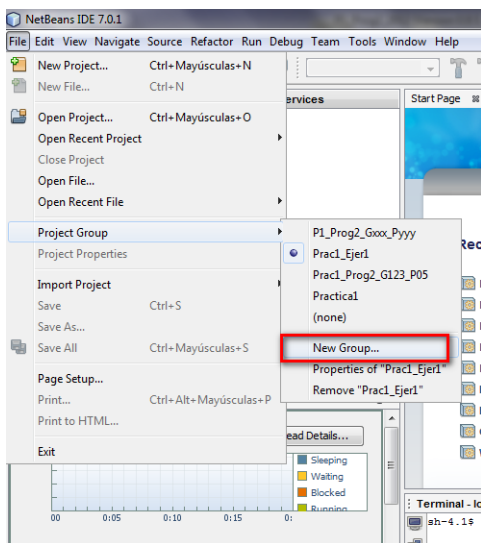 NetBeans IDE 7.0.1
File Edit View Navigate Source Refactor Run Debug Team Tools Window Help
New Project... Ctrl+Mayúsculas+N
New File... Ctrl+N
Open Project... Ctrl+Mayúsculas+O
Open Recent Project
Close Project
Open File...
Open Recent File
Project Group
Project Properties
Import Project
Save Ctrl+S
Save As...
Save All Ctrl+Mayúsculas+S
Page Setup...
Print... Ctrl+Alt+Mayúsculas+P
Print to HTML...
Exit
ervices
Start Page
P1_Prog2_Gxxx_Pyyy
Prac1_Ejer1
Prac1_Prog2_G123_P05
Practica1
(none)
New Group...
Properties of "Prac1_Ejer1"
Remove "Prac1_Ejer1"
Rec
ead Details...
Sleeping
Waiting
Blocked
Running
00 0:05 0:10 0:15 0:
Terminal - lo
sh-4.1$